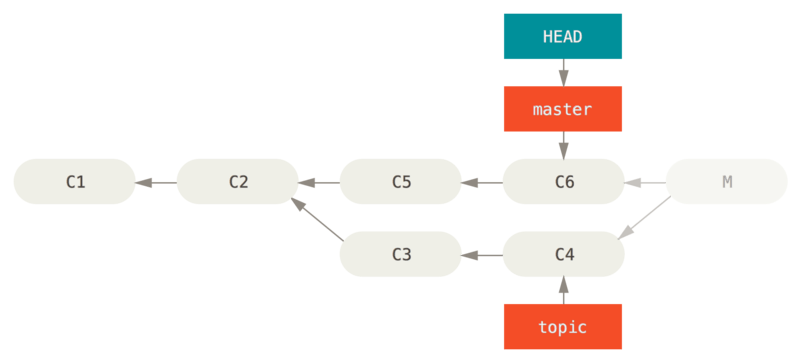 HEAD
master
C1 C2 C5 C6 M
C3 C4
topic